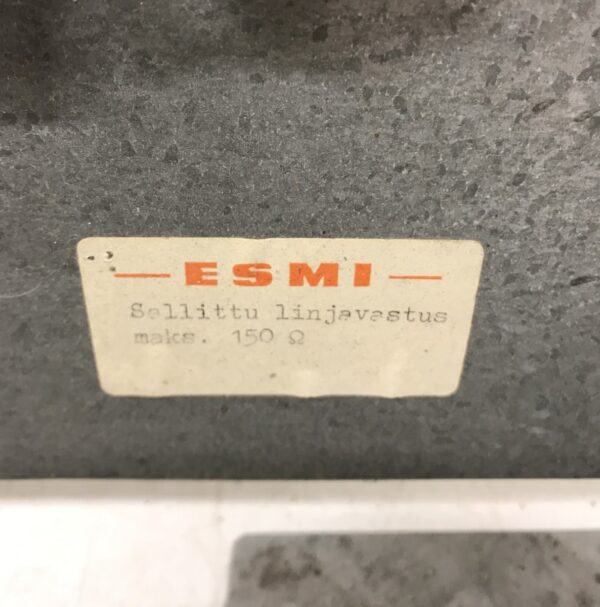 — ESMI —
Sallittu linjavastus
maks. 150 Ω